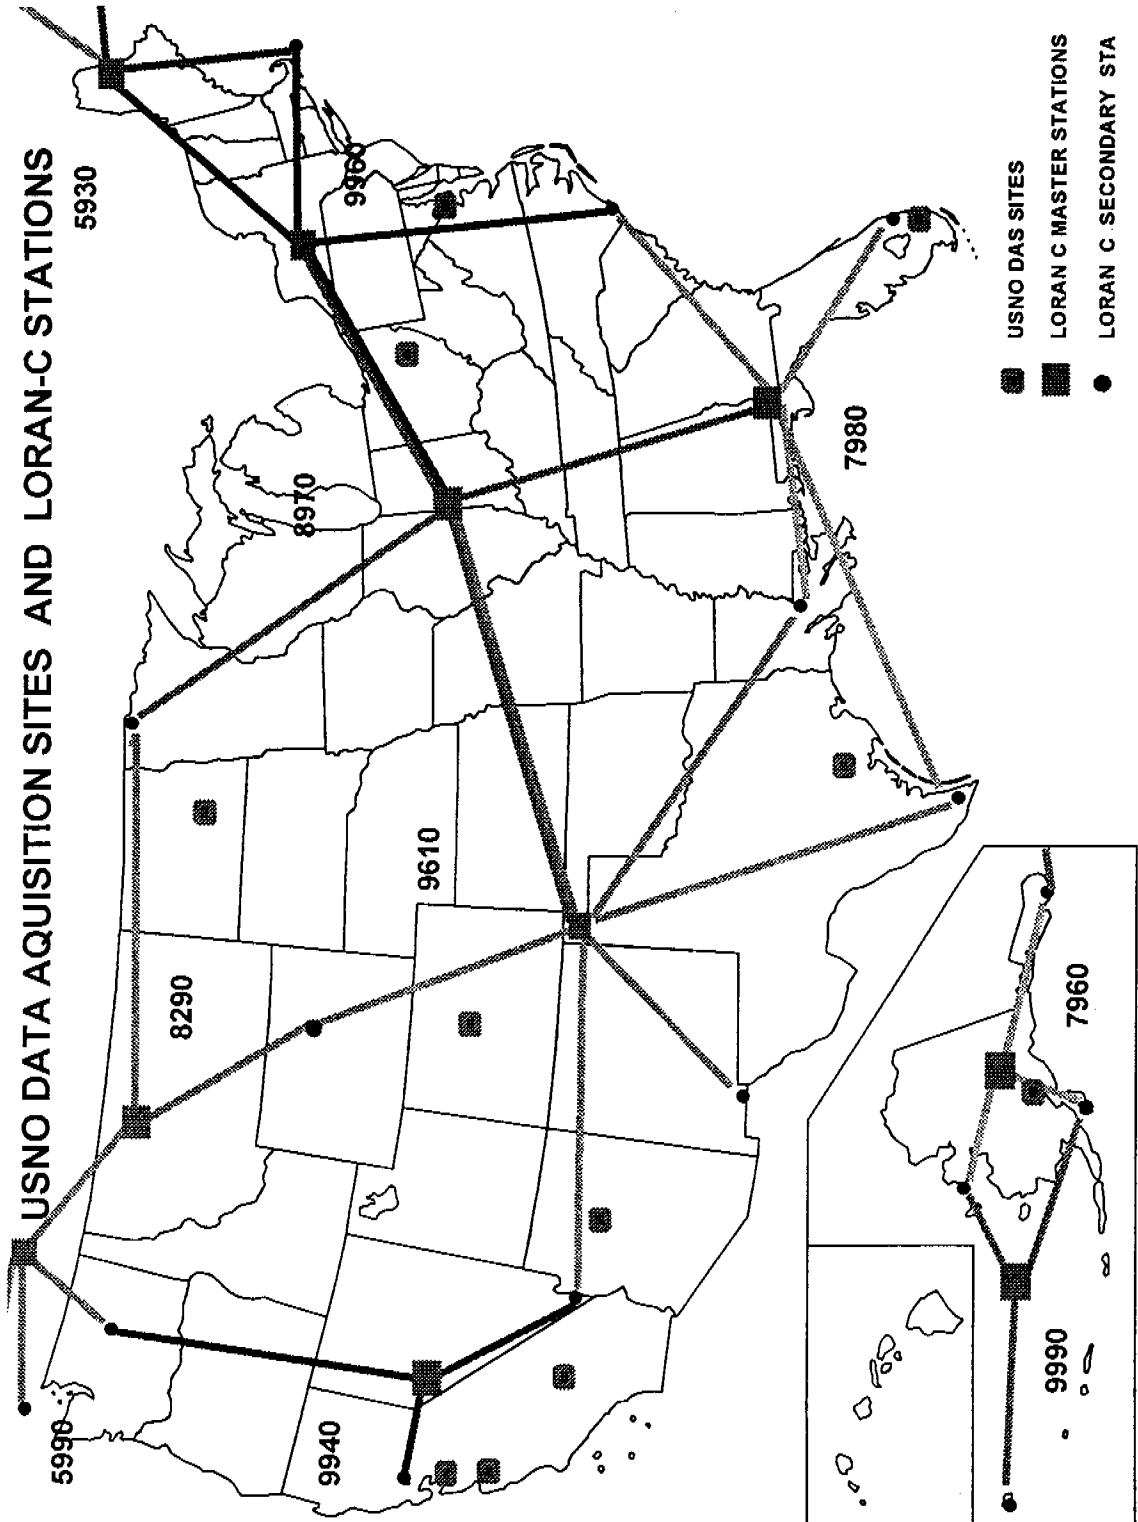 USNO DATA AQUISITION SITES AND LORAN-C STATIONS
5990
8290
8970
5930
9960
9940
9610
7980
9990
7960
USNO DAS SITES
LORAN C MASTER STATIONS
LORAN C SECONDARY STA